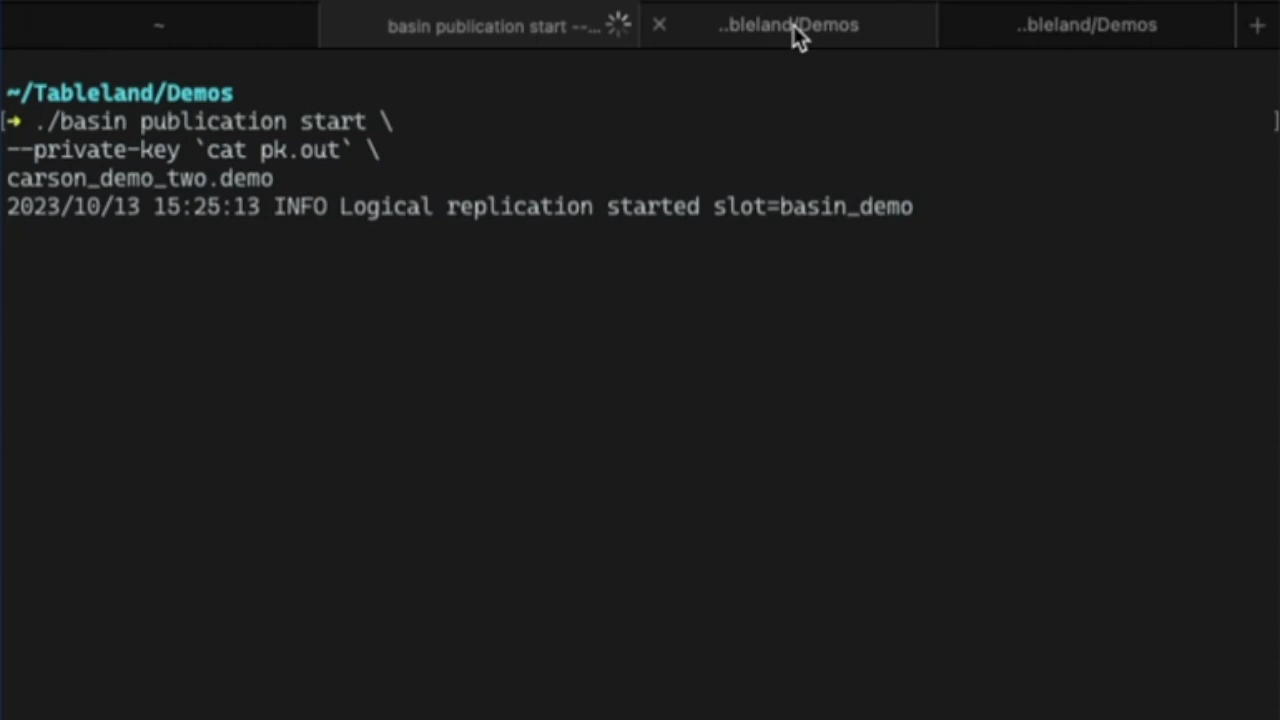 ~
basin publication start --...
..bleland/Demos
..bleland/Demos
~/Tableland/Demos
➜ ./basin publication start \
--private-key `cat pk.out` \
carson_demo_two.demo
2023/10/13 15:25:13 INFO Logical replication started slot=basin_demo